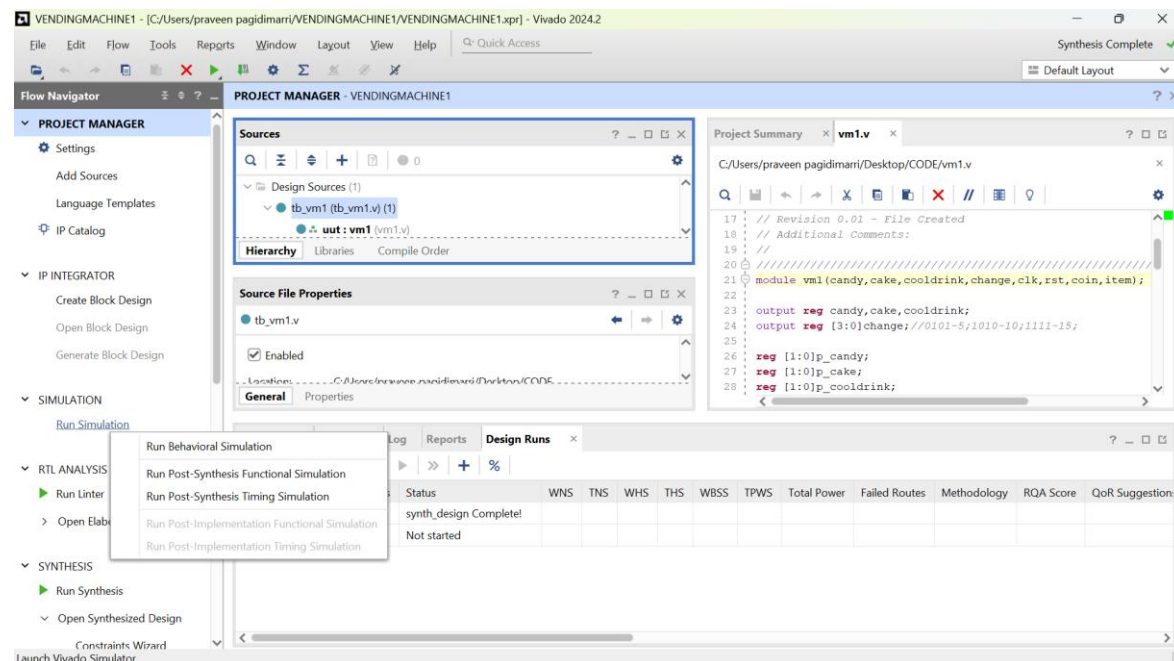 VENDINGMACHINE1 - [C:/Users/praveen pagidimarri/VENDINGMACHINE1/VENDINGMACHINE1.xpr] - Vivado 2024.2
File Edit Flow Tools Reports Window Layout View Help Q- Quick Access Synthesis Complete
Default Layout
Flow Navigator
PROJECT MANAGER - VENDINGMACHINE1
PROJECT MANAGER
Settings
Add Sources
Language Templates
IP Catalog
IP INTEGRATOR
Create Block Design
Open Block Design
Generate Block Design
SIMULATION
Run Simulation
RTL ANALYSIS
Run Linter
Open
SYNTHESIS
Run Synthesis
Open Synthesized Design
Constraints Wizard
Launch Vivado Simulator
Run Behavioral Simulation
Run Post-Synthesis Functional Simulation
Run Post-Synthesis Timing Simulation
Run Post-Implementation Functional Simulation
Run Post-Implementation Timing Simulation
Sources
0
Design Sources (1)
tb_vm1 (tb_vm1.v) (1)
uut : vm1 (vm1.v)
Hierarchy Libraries Compile Order
Source File Properties
tb_vm1.v
Enabled
Location: C:/Users/praveen pagidimarri/Desktop/CODE
General Properties
Project Summary vm1.v
C:/Users/praveen pagidimarri/Desktop/CODE/vm1.v
17 // Revision 0.01 - File Created
18 // Additional Comments:
19 //
20 //////////////////////////////////////////////////////////
21 module vm1(candy,cake,cooldrink,change,clk,rst,coin,item);
22
23 output reg candy,cake,cooldrink;
24 output reg [3:0]change;//0101-5;1010-10;1111-15;
25
26 reg [1:0]p_candy;
27 reg [1:0]p_cake;
28 reg [1:0]p_cooldrink;
Log Reports Design Runs
Status WNS TNS WHS THS WBSS TPWS Total Power Failed Routes Methodology RQA Score QoR Suggestion
synth_design Complete!
Not started